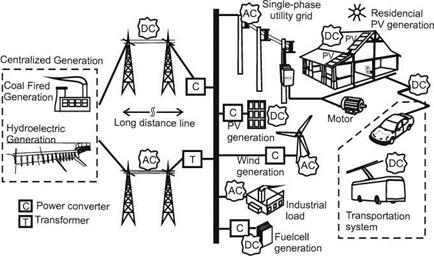 Single-phase
utility grid
AC
Residencial
PV generation
DC
DC
PV
PV
Centralized Generation
Coal Fired
Generation
C
DC
Long distance line
Hydroelectric
Generation
C
PV
generation
DC
Motor
AC
T
C
Wind
generation
AC
DC
AC
Industrial
load
Transportation
system
C
Power converter
T
Transformer
C
DC
Fuelcell
generation